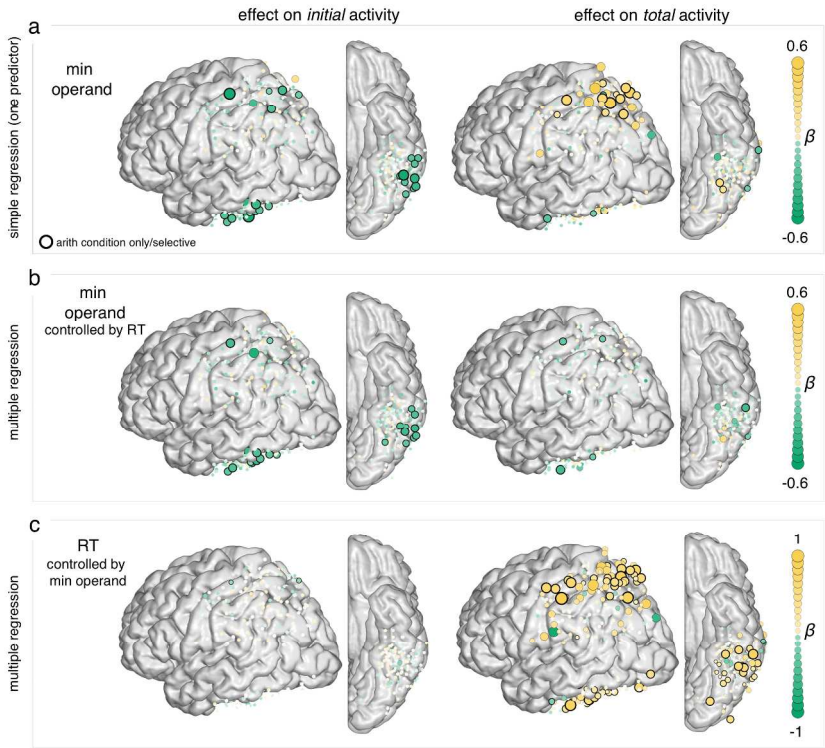 effect on initial activity
effect on total activity
a
simple regression (one predictor)
min
operand
arith condition only/selective
0.6
β
-0.6
b
multiple regression
min
operand
controlled by RT
0.6
β
-0.6
c
multiple regression
RT
controlled by
min operand
1
β
-1